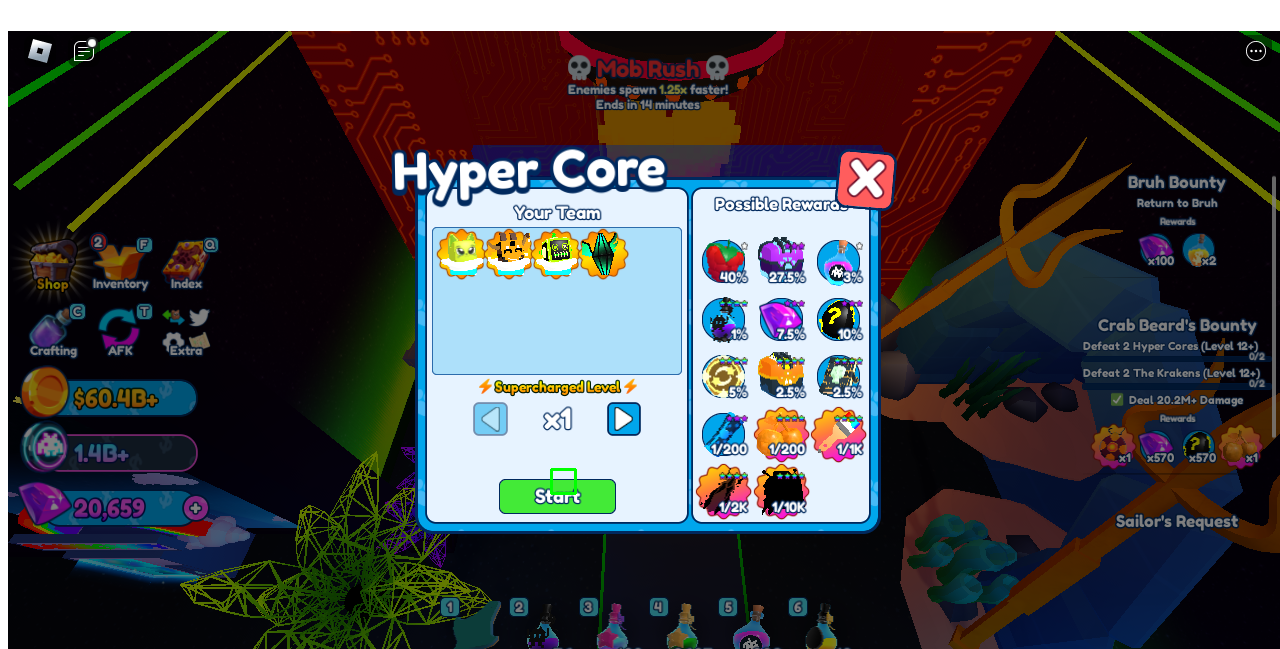 Mob Rush
Enemies spawn 1.25x faster!
Ends in 14 minutes
Hyper Core
Your Team
Possible Rewards
40%
27.5%
3%
1%
7.5%
10%
5%
2.5%
2.5%
1/200
1/200
1/1K
1/2K
1/10K
⚡Supercharged Level⚡
x1
Start
Shop
2
F
Inventory
Q
Index
C
Crafting
T
AFK
Extra
$60.4B+
1.4B+
20,659
Bruh Bounty
Return to Bruh
Rewards
x100
x2
Crab Beard's Bounty
Defeat 2 Hyper Cores (Level 12+)
0/2
Defeat 2 The Krakens (Level 12+)
0/2
✅ Deal 20.2M+ Damage
Rewards
x1
x570
x570
x1
Sailor's Request
1
2
3
4
5
6